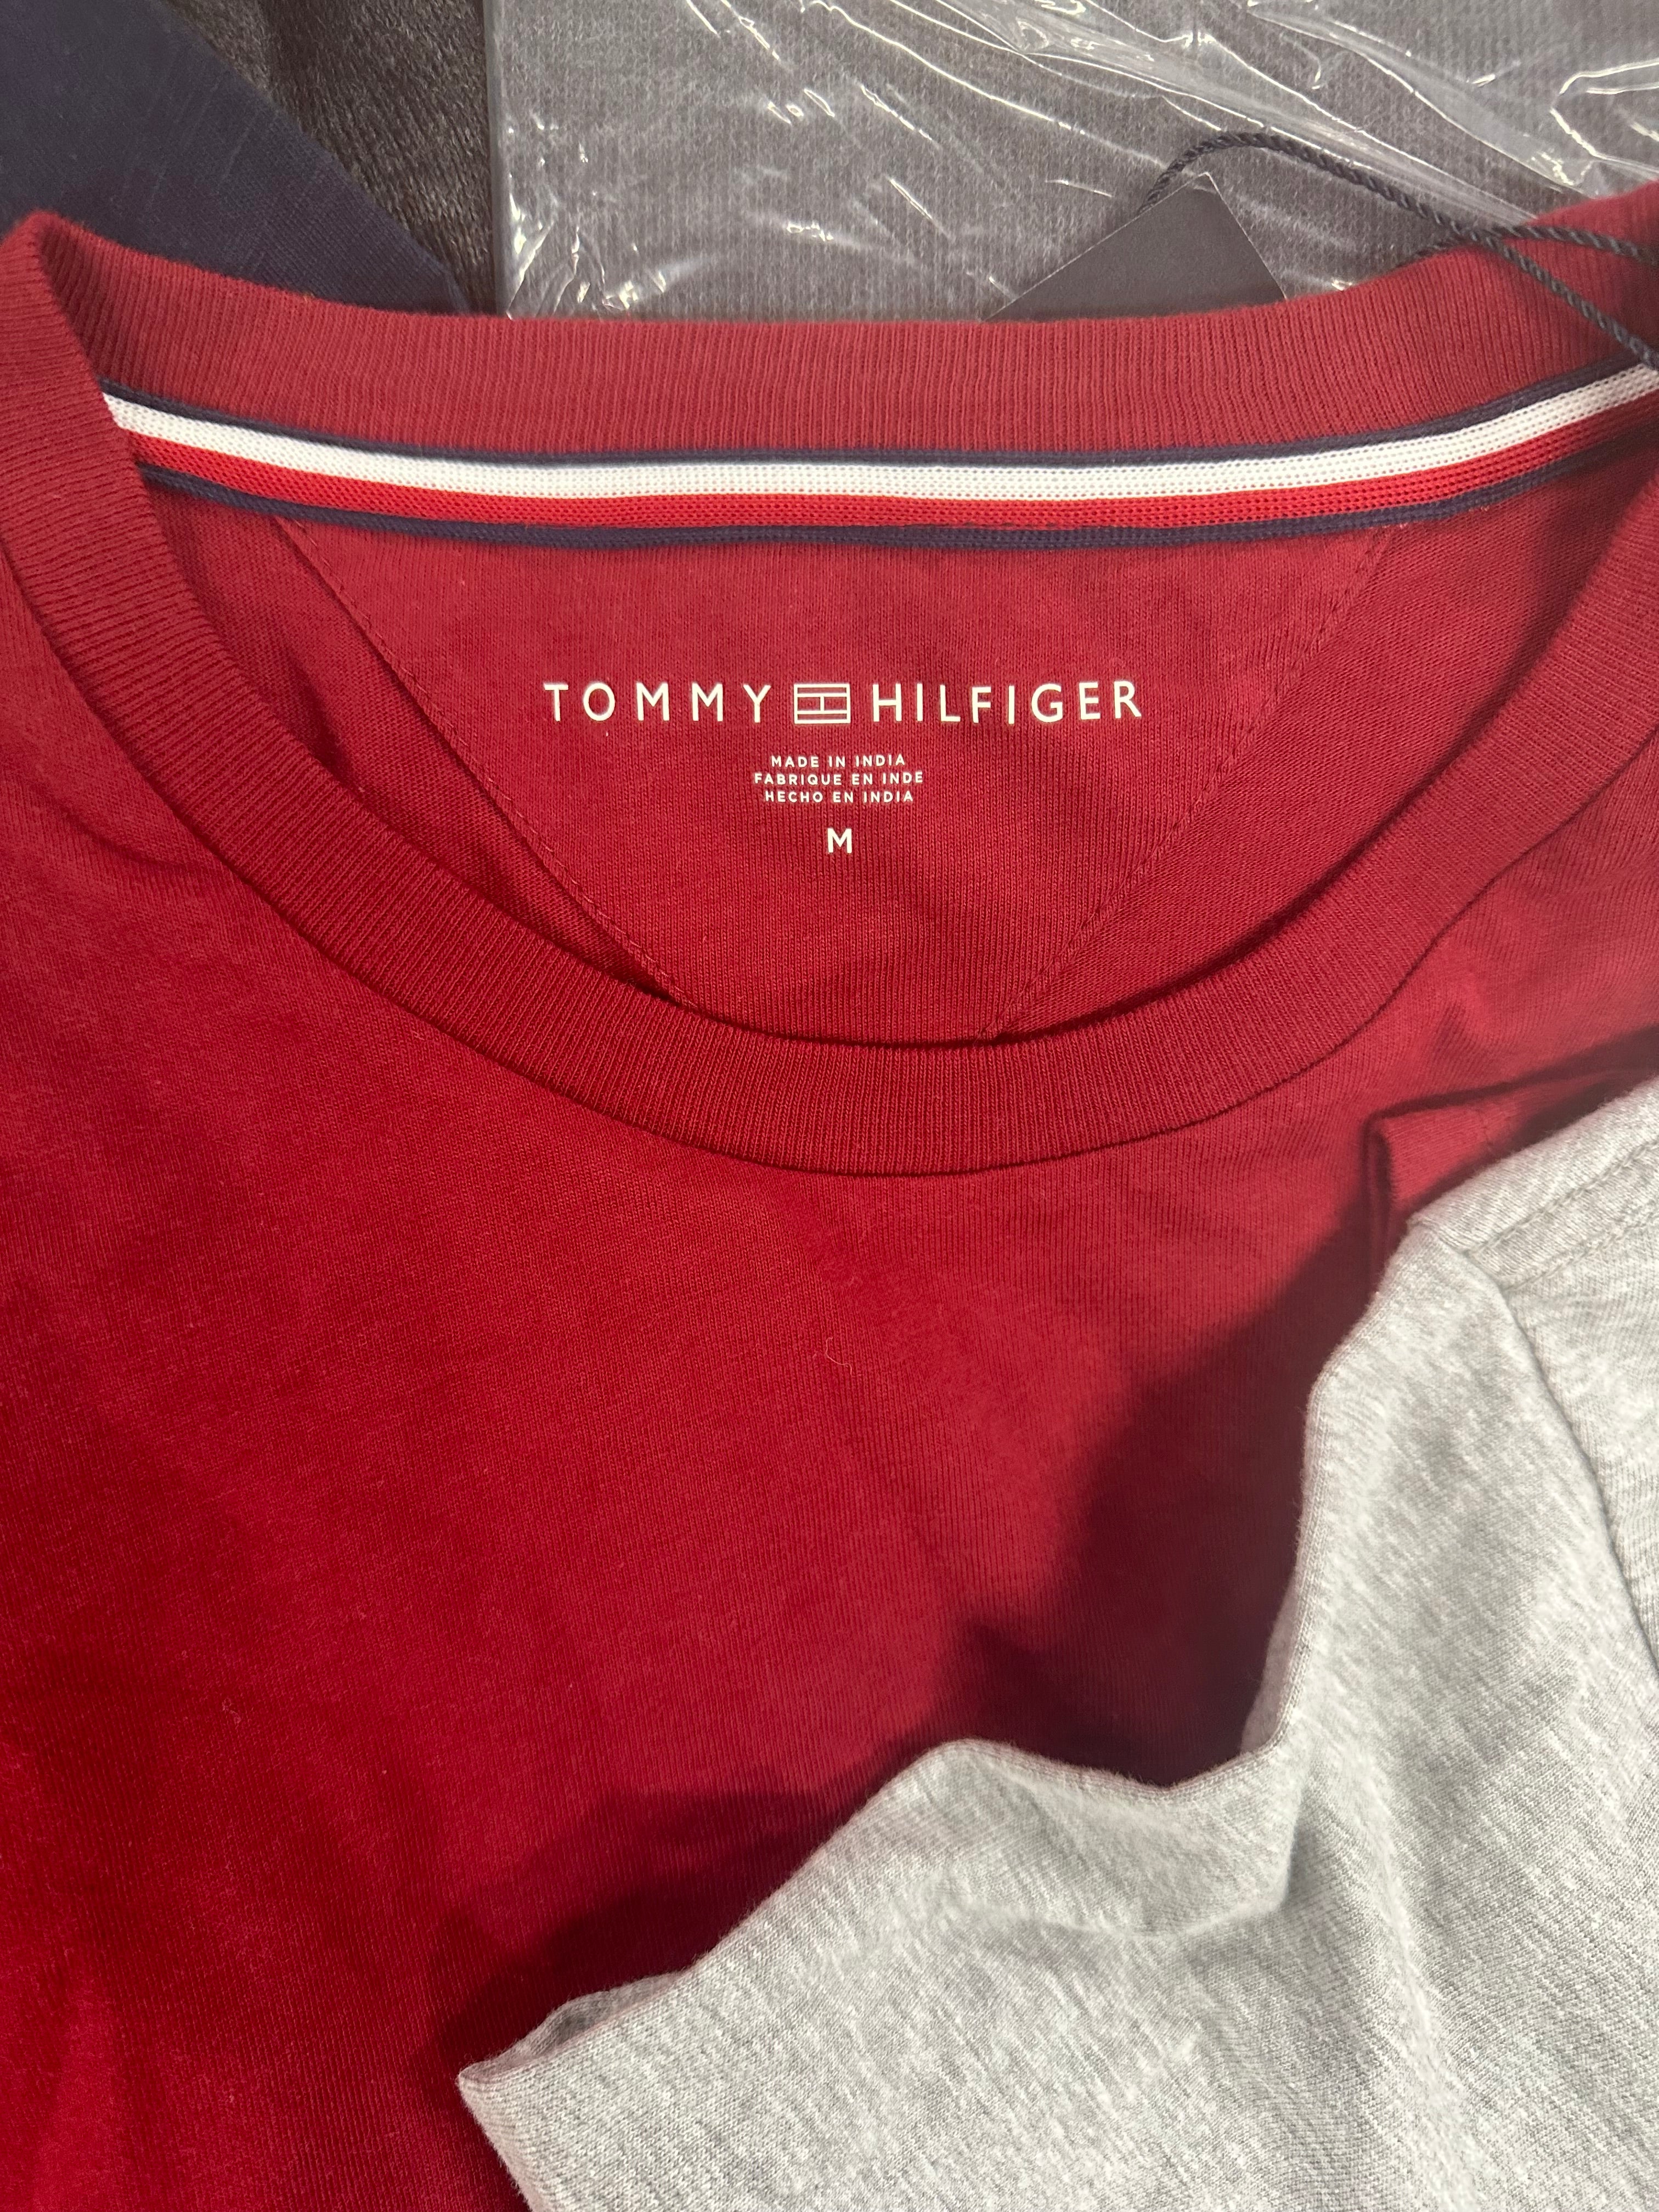 TOMMY HILFIGER
MADE IN INDIA
FABRIQUE EN INDE
HECHO EN INDIA
M